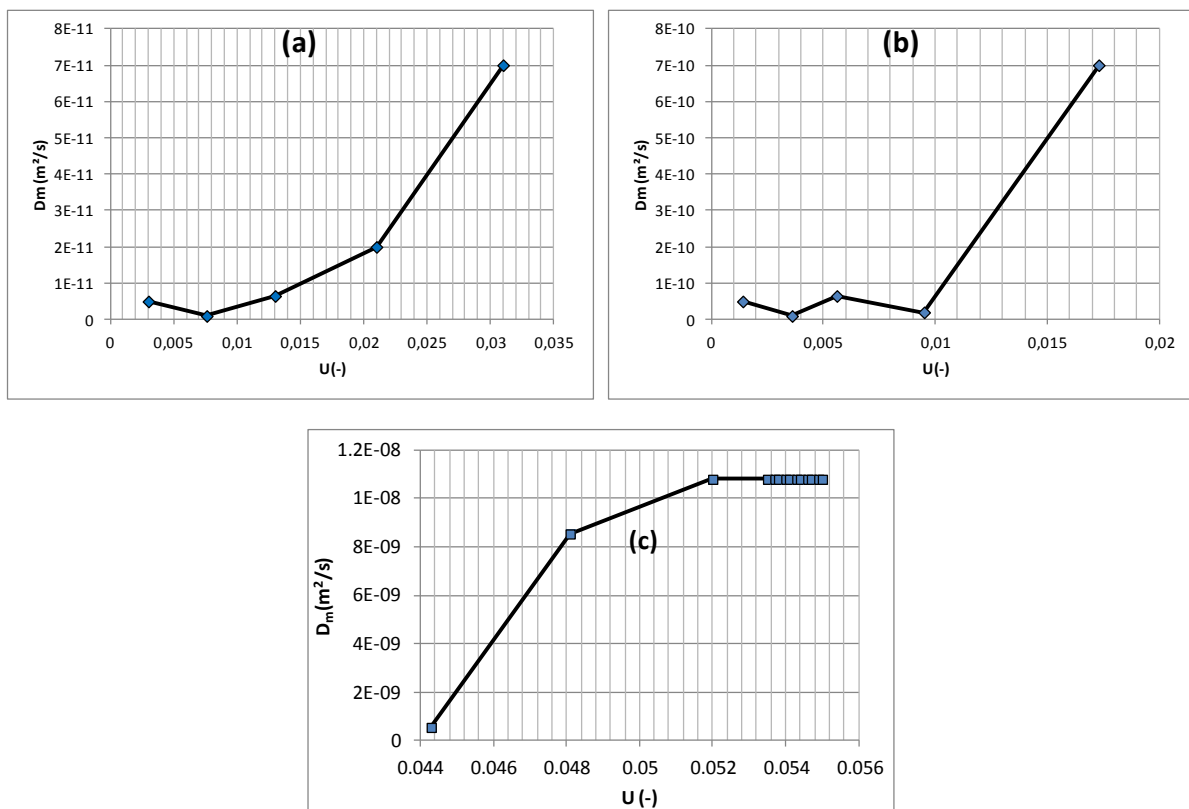 (a)
8E-11
7E-11
6E-11
5E-11
4E-11
3E-11
2E-11
1E-11
0
Dm (m²/s)
0 0,005 0,01 0,015 0,02 0,025 0,03 0,035
U(-)
(b)
8E-10
7E-10
6E-10
5E-10
4E-10
3E-10
2E-10
1E-10
0
Dm (m²/s)
0 0,005 0,01 0,015 0,02
U(-)
(c)
1.2E-08
1E-08
8E-09
6E-09
4E-09
2E-09
0
Dₘ(m²/s)
0.044 0.046 0.048 0.05 0.052 0.054 0.056
U (-)